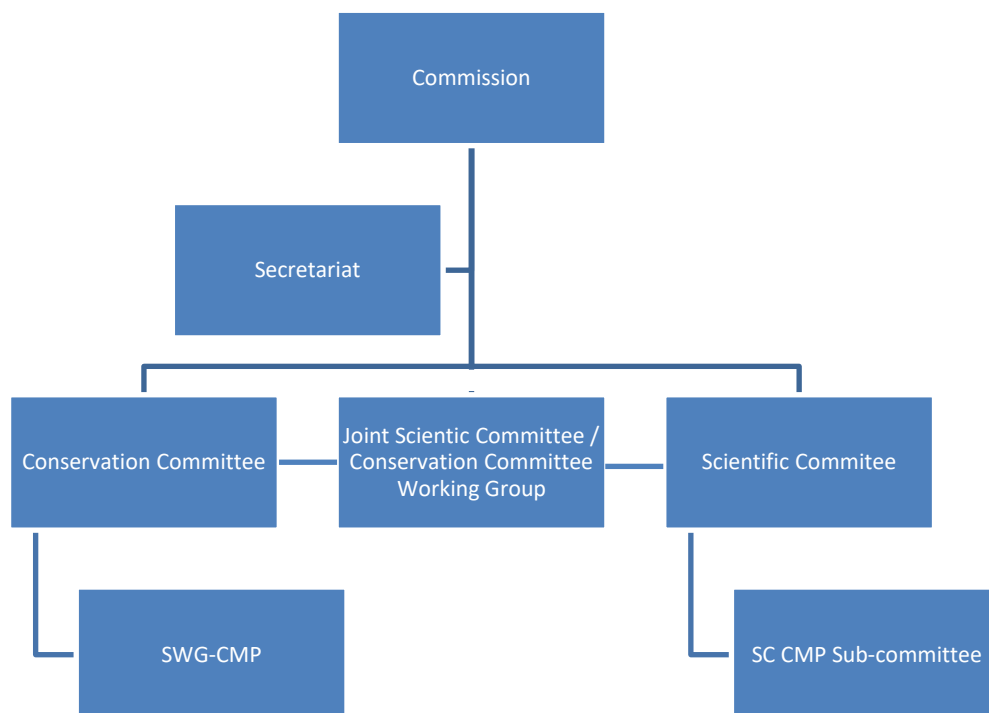 Commission
Secretariat
Conservation Committee
Joint Scientic Committee /
Conservation Committee
Working Group
Scientific Commitee
SWG-CMP
SC CMP Sub-committee